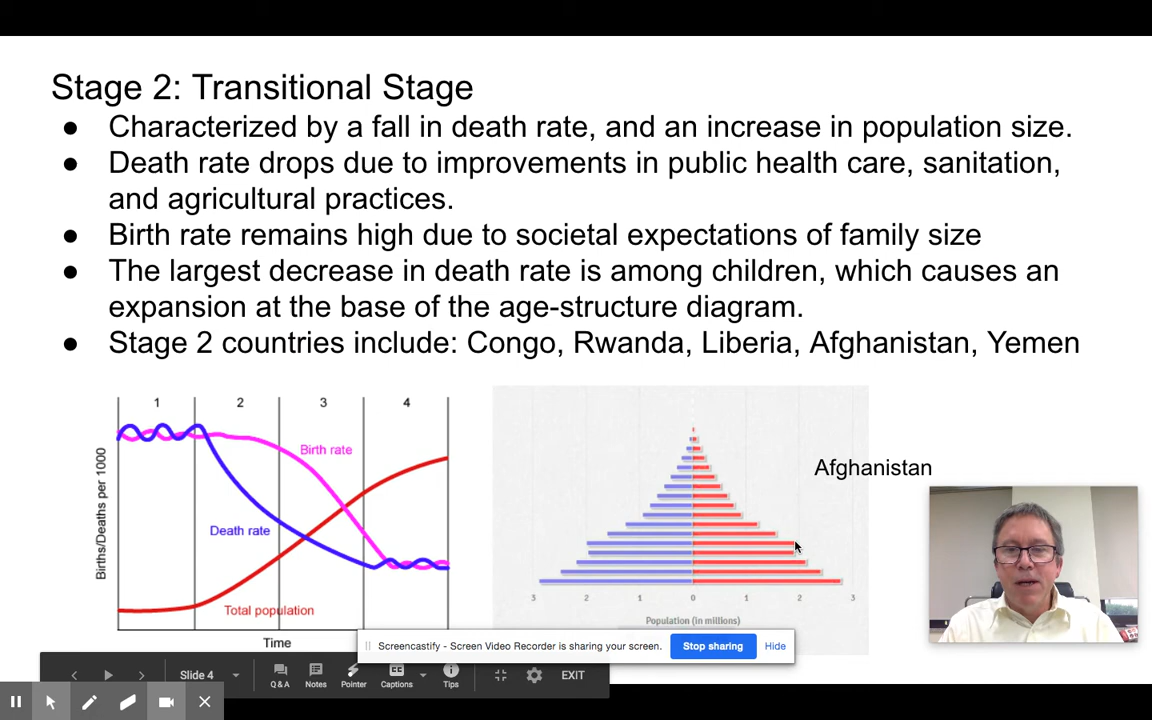 Stage 2: Transitional Stage
● Characterized by a fall in death rate, and an increase in population size.
● Death rate drops due to improvements in public health care, sanitation,
and agricultural practices.
● Birth rate remains high due to societal expectations of family size
● The largest decrease in death rate is among children, which causes an
expansion at the base of the age-structure diagram.
● Stage 2 countries include: Congo, Rwanda, Liberia, Afghanistan, Yemen
1 2 3 4
Birth rate
Death rate
Total population
Births/Deaths per 1000
Time
Afghanistan
3 2 1 0 1 2 3
Population (in millions)
Screencastify - Screen Video Recorder is sharing your screen.
Stop sharing
Hide
Slide 4
Q & A
Notes
Pointer
Captions
Tips
EXIT